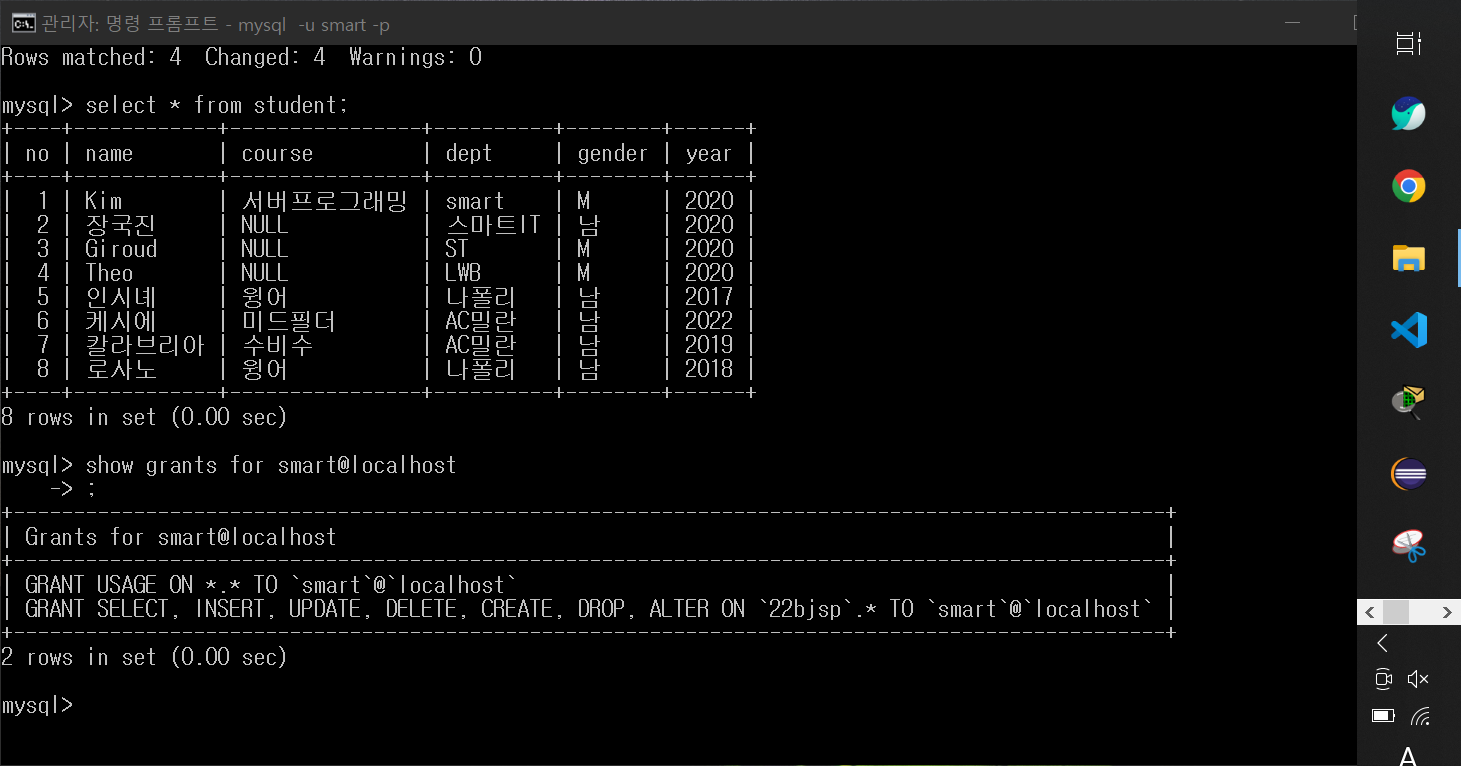 관리자: 명령 프롬프트 - mysql  -u smart -p
Rows matched: 4  Changed: 4  Warnings: 0
mysql> select * from student;
+----+------------+----------------+----------+--------+------+
| no | name       | course         | dept     | gender | year |
+----+------------+----------------+----------+--------+------+
|  1 | Kim        | 서버프로그래밍 | smart    | M      | 2020 |
|  2 | 장국진     | NULL           | 스마트IT | 남     | 2020 |
|  3 | Giroud     | NULL           | ST       | M      | 2020 |
|  4 | Theo       | NULL           | LWB      | M      | 2020 |
|  5 | 인시녜     | 윙어           | 나폴리   | 남     | 2017 |
|  6 | 케시에     | 미드필더       | AC밀란   | 남     | 2022 |
|  7 | 칼라브리아 | 수비수         | AC밀란   | 남     | 2019 |
|  8 | 로사노     | 윙어           | 나폴리   | 남     | 2018 |
+----+------------+----------------+----------+--------+------+
8 rows in set (0.00 sec)
mysql> show grants for smart@localhost
    -> ;
+-----------------------------------------------------------------------------------------------+
| Grants for smart@localhost                                                                    |
+-----------------------------------------------------------------------------------------------+
| GRANT USAGE ON *.* TO `smart`@`localhost`                                                     |
| GRANT SELECT, INSERT, UPDATE, DELETE, CREATE, DROP, ALTER ON `22bjsp`.* TO `smart`@`localhost` |
+-----------------------------------------------------------------------------------------------+
2 rows in set (0.00 sec)
mysql>
A